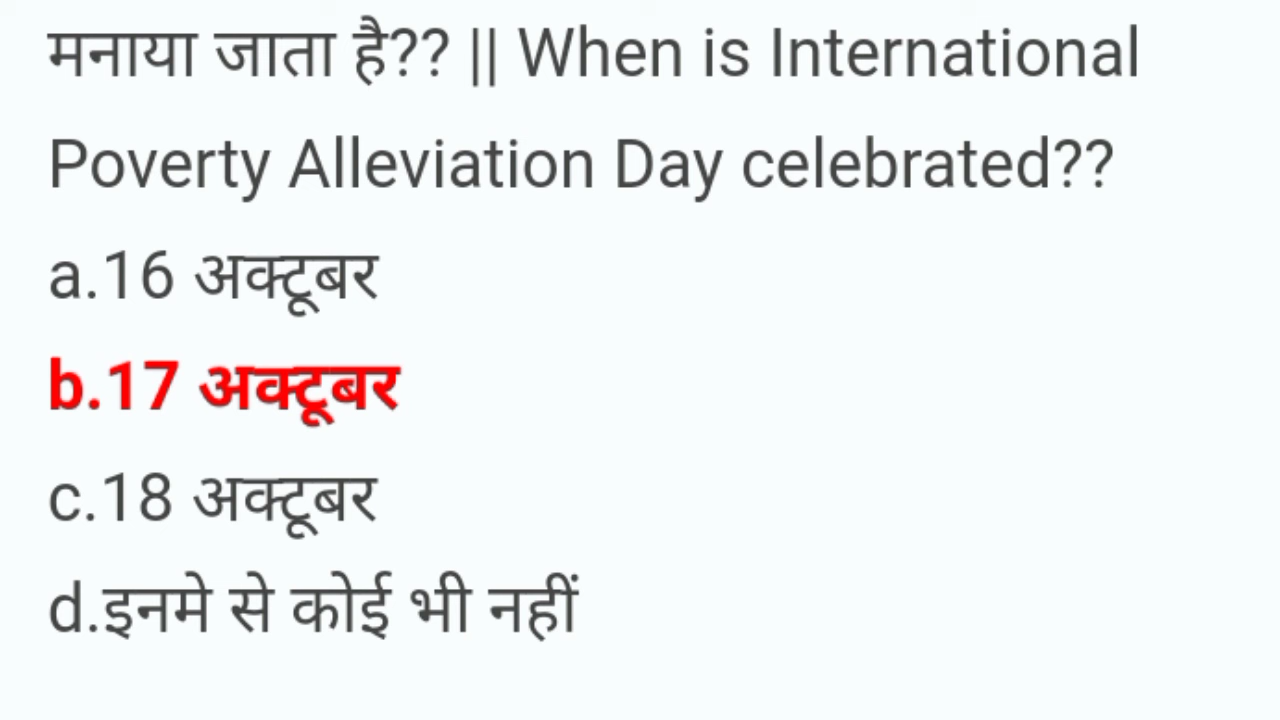 मनाया जाता है?? || When is International
Poverty Alleviation Day celebrated??
a.16 अक्टूबर
b.17 अक्टूबर
c.18 अक्टूबर
d.इनमे से कोई भी नहीं